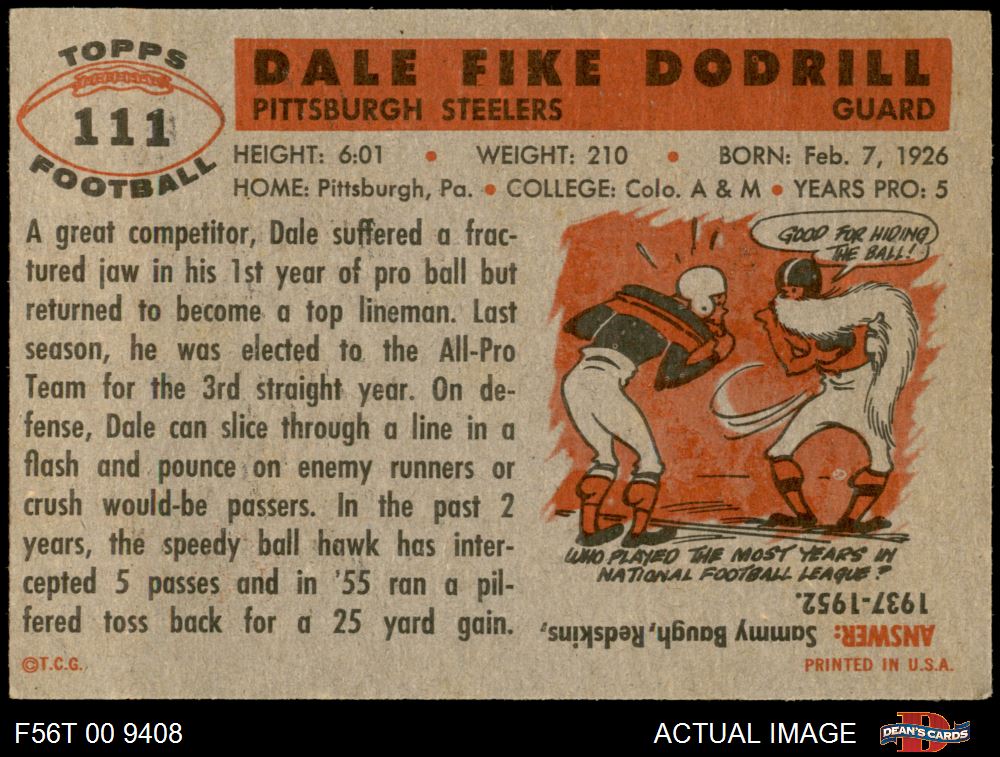 TOPPS
111
FOOTBALL
DALE FIKE DODRILL
PITTSBURGH STEELERS GUARD
HEIGHT: 6:01 • WEIGHT: 210 • BORN: Feb. 7, 1926
HOME: Pittsburgh, Pa. • COLLEGE: Colo. A & M • YEARS PRO: 5
A great competitor, Dale suffered a frac-
tured jaw in his 1st year of pro ball but
returned to become a top lineman. Last
season, he was elected to the All-Pro
Team for the 3rd straight year. On de-
fense, Dale can slice through a line in a
flash and pounce on enemy runners or
crush would-be passers. In the past 2
years, the speedy ball hawk has inter-
cepted 5 passes and in '55 ran a pil-
fered toss back for a 25 yard gain.
GOOD FOR HIDING
THE BALL!
WHO PLAYED THE MOST YEARS IN
NATIONAL FOOTBALL LEAGUE?
ANSWER: Sammy Baugh, Redskins,
1937-1952.
©T.C.G.
PRINTED IN U.S.A.
F56T 00 9408
ACTUAL IMAGE
D
DEAN'S CARDS